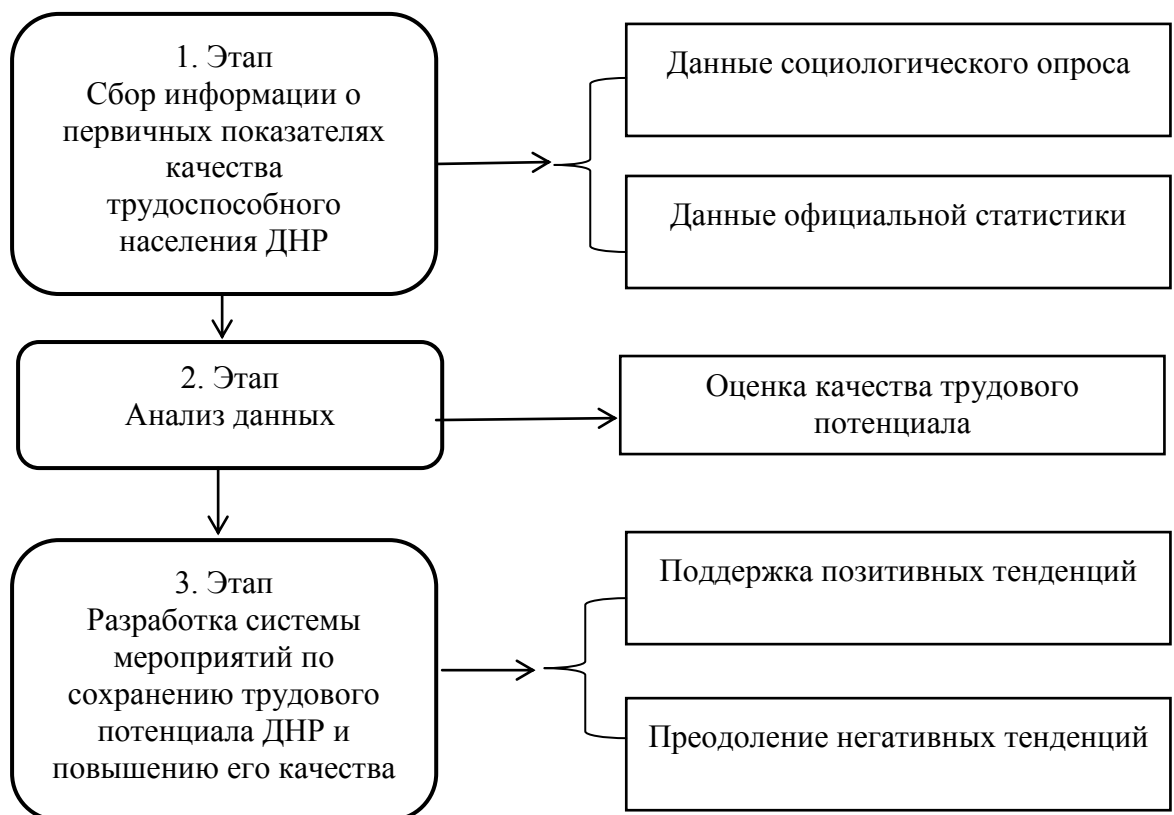 1. Этап
Сбор информации о
первичных показателях
качества
трудоспособного
населения ДНР
Данные социологического опроса
Данные официальной статистики
2. Этап
Анализ данных
Оценка качества трудового
потенциала
3. Этап
Разработка системы
мероприятий по
сохранению трудового
потенциала ДНР и
повышению его качества
Поддержка позитивных тенденций
Преодоление негативных тенденций